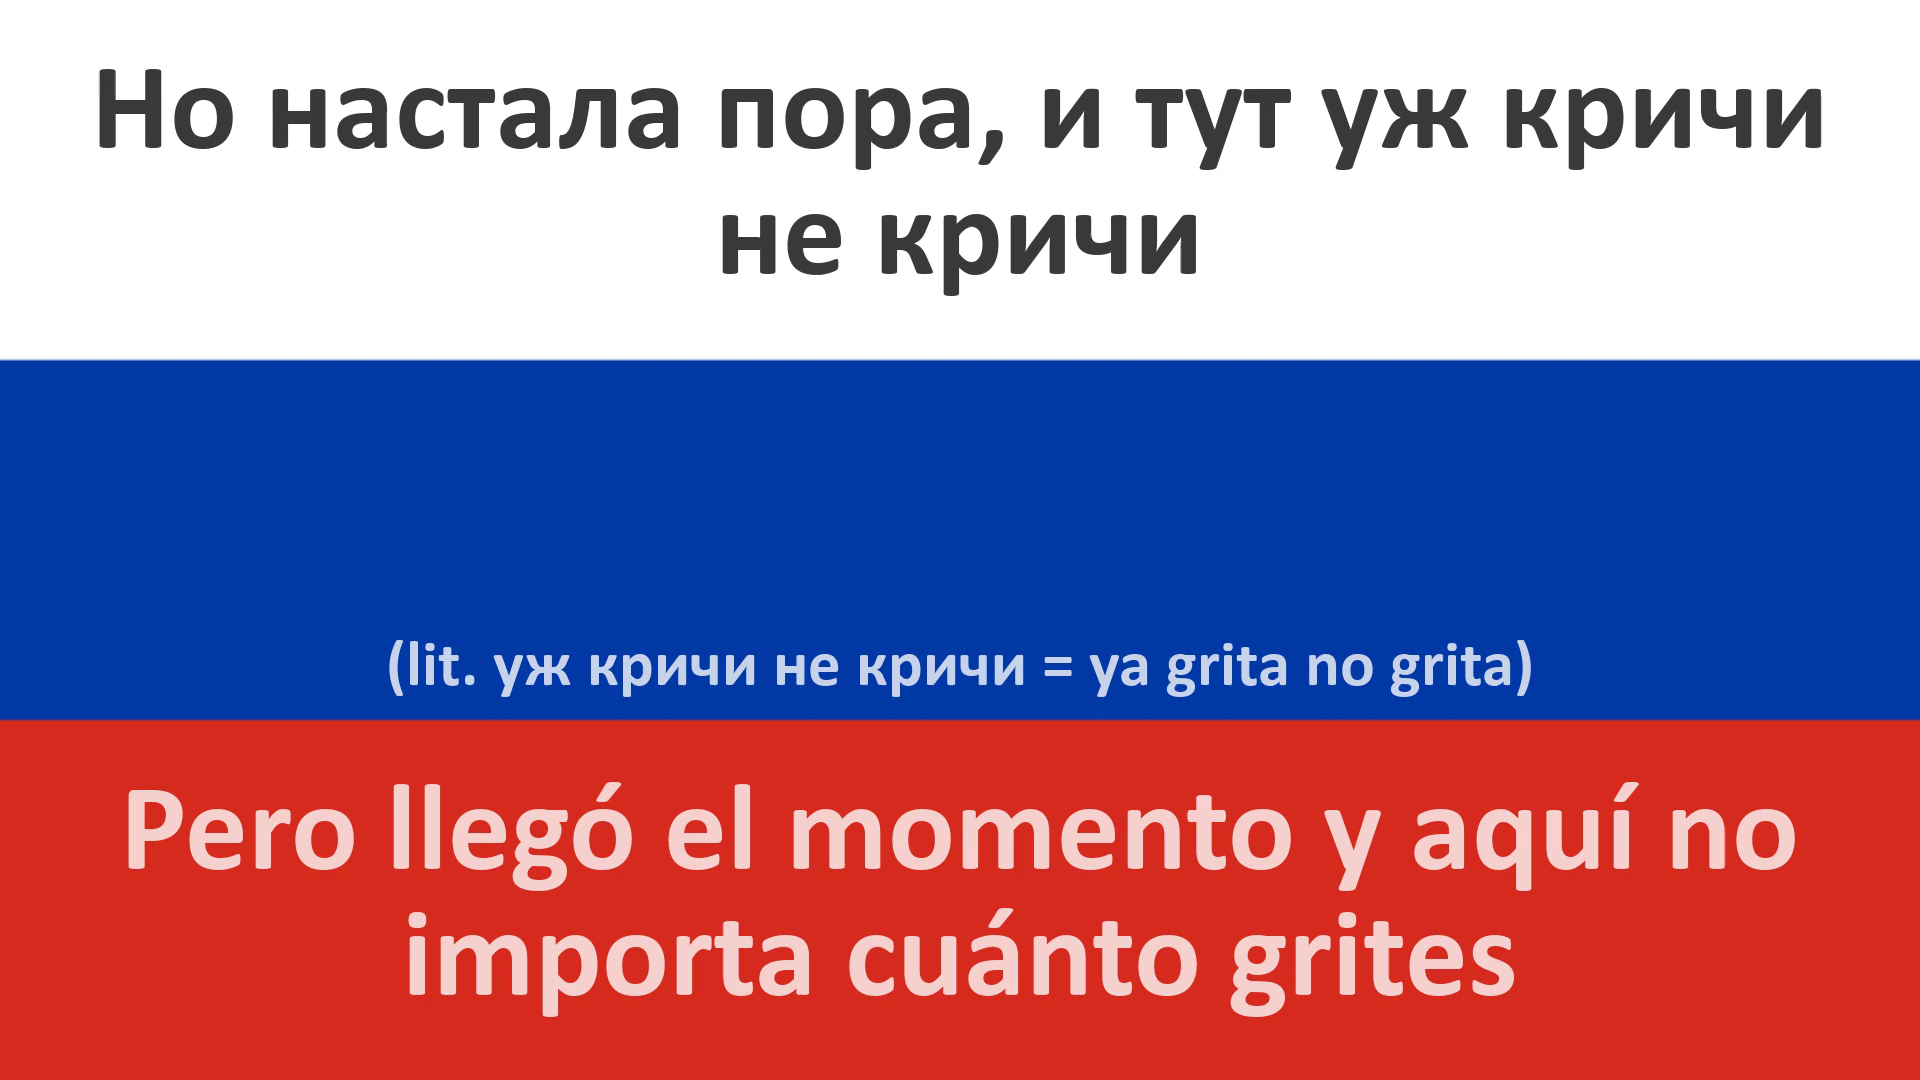 Но настала пора, и тут уж кричи
не кричи
(lit. уж кричи не кричи = ya grita no grita)
Pero llegó el momento y aquí no
importa cuánto grites